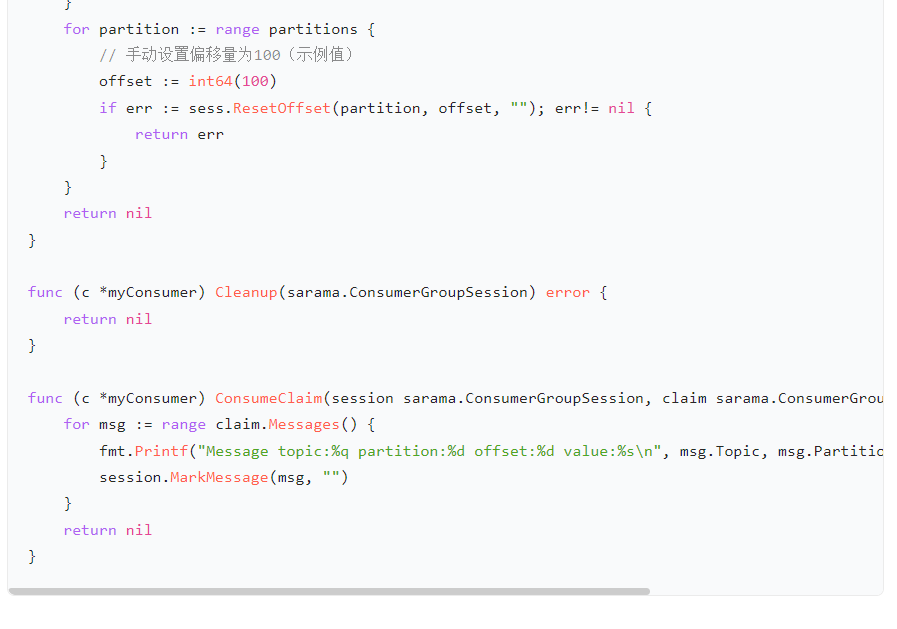 }
for partition := range partitions {
// 手动设置偏移量为100（示例值）
offset := int64(100)
if err := sess.ResetOffset(partition, offset, ""); err!= nil {
return err
}
}
return nil
}
func (c *myConsumer) Cleanup(sarama.ConsumerGroupSession) error {
return nil
}
func (c *myConsumer) ConsumeClaim(session sarama.ConsumerGroupSession, claim sarama.ConsumerGrou
for msg := range claim.Messages() {
fmt.Printf("Message topic:%q partition:%d offset:%d value:%s\n", msg.Topic, msg.Partitio
session.MarkMessage(msg, "")
}
return nil
}